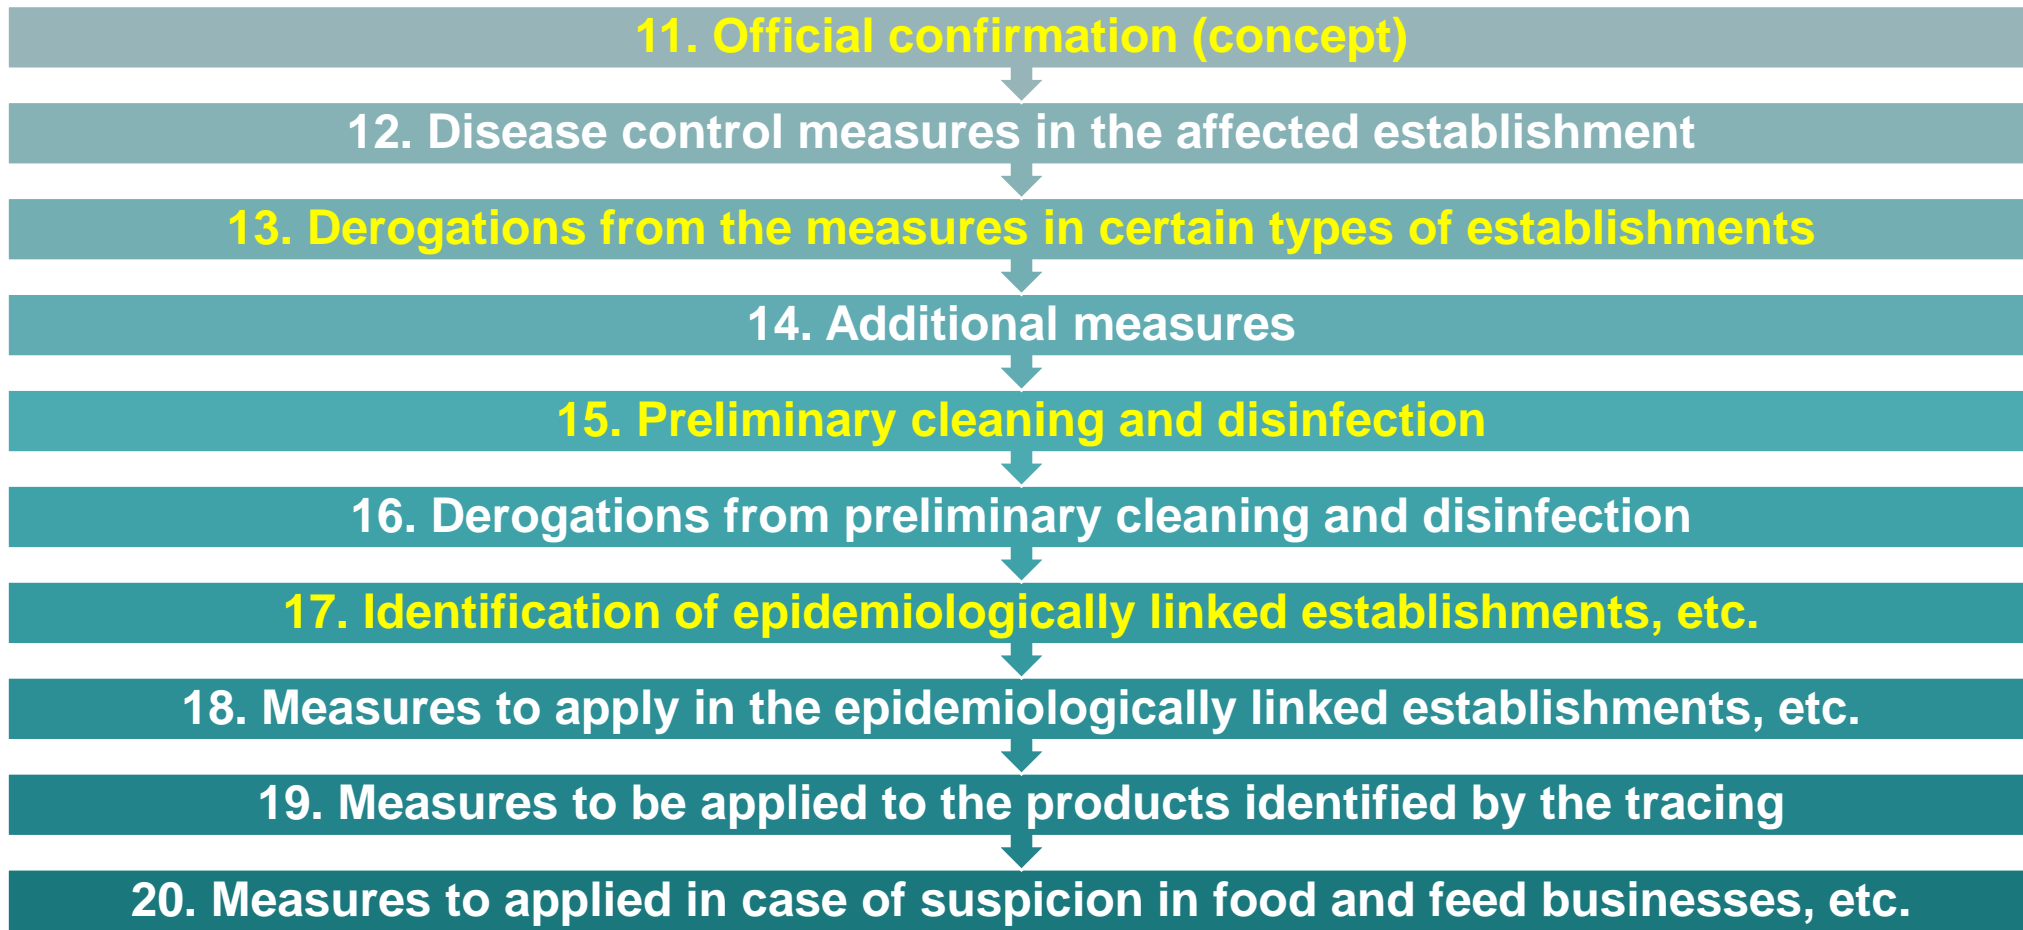 11. Official confirmation (concept)
12. Disease control measures in the affected establishment
13. Derogations from the measures in certain types of establishments
14. Additional measures
15. Preliminary cleaning and disinfection
16. Derogations from preliminary cleaning and disinfection
17. Identification of epidemiologically linked establishments, etc.
18. Measures to apply in the epidemiologically linked establishments, etc.
19. Measures to be applied to the products identified by the tracing
20. Measures to applied in case of suspicion in food and feed businesses, etc.